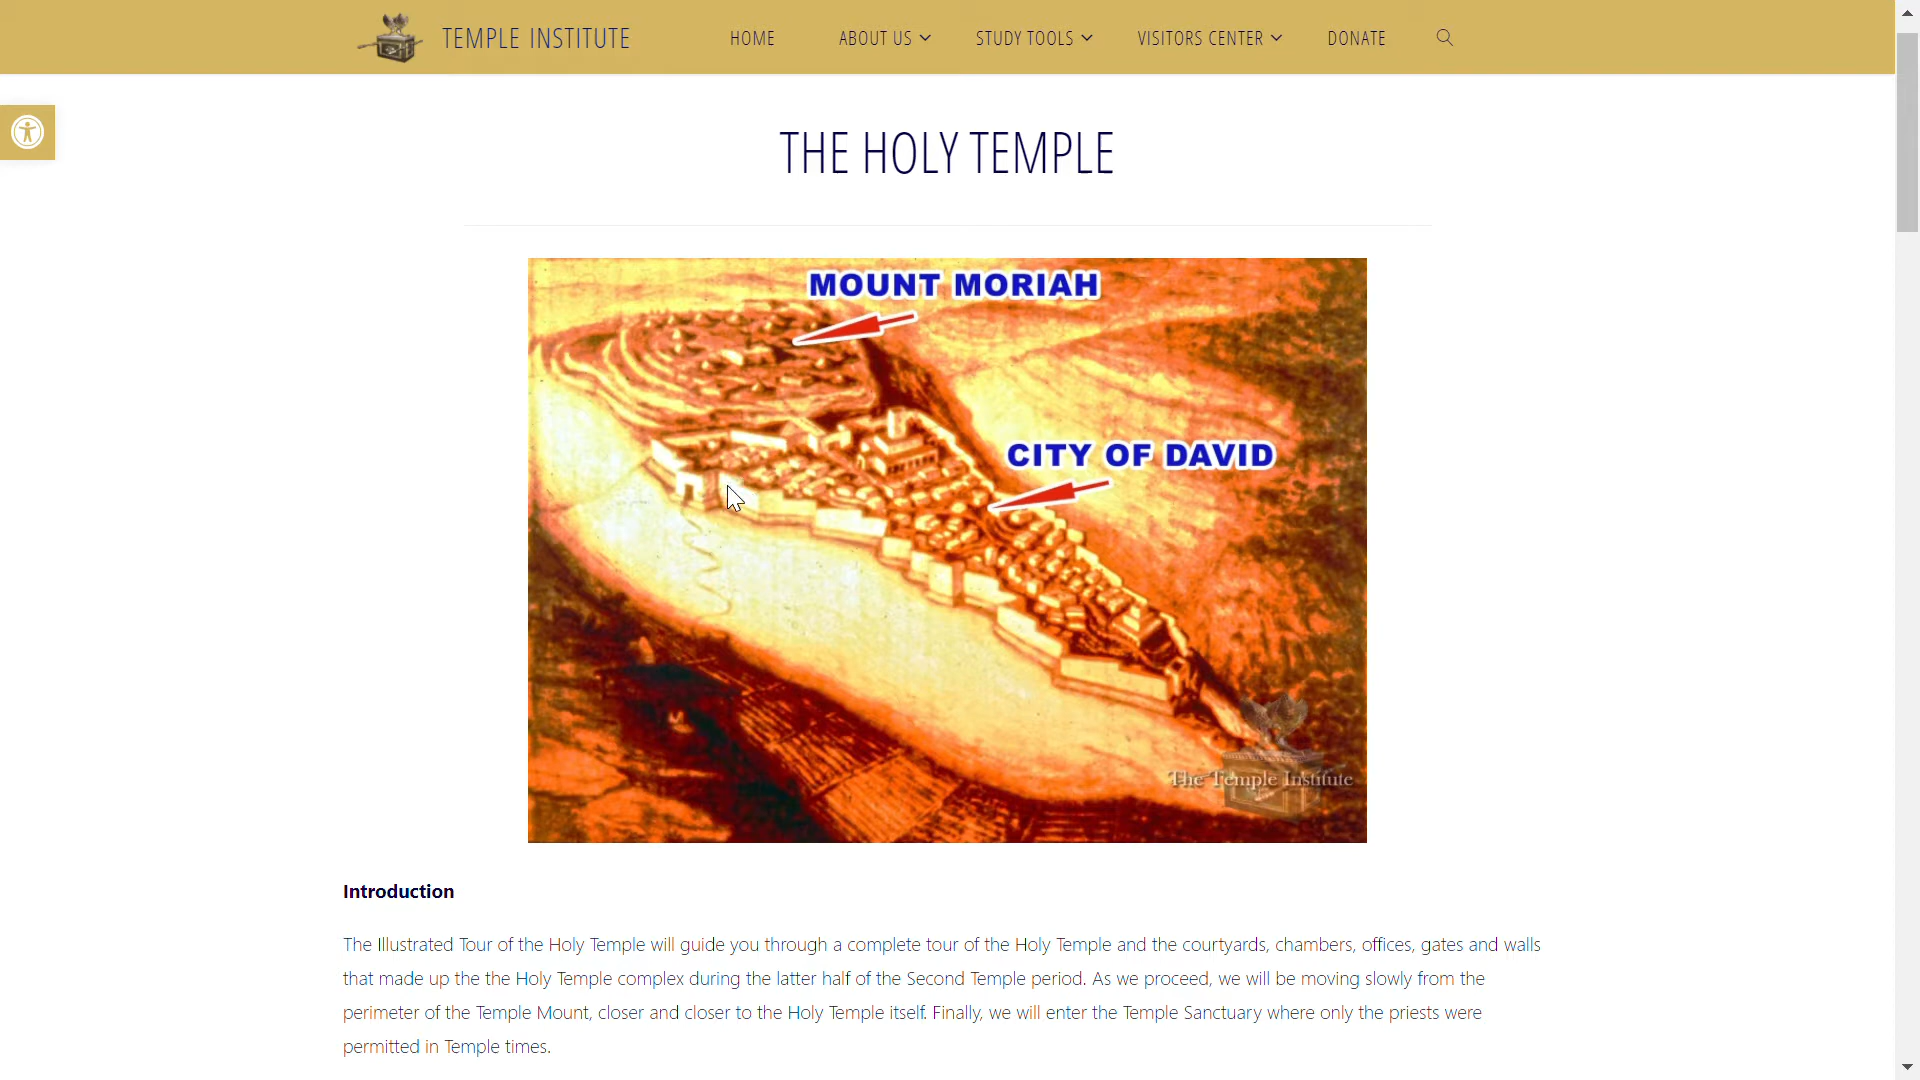 TEMPLE INSTITUTE
HOME
ABOUT US
STUDY TOOLS
VISITORS CENTER
DONATE
THE HOLY TEMPLE
MOUNT MORIAH
CITY OF DAVID
The Temple Institute
Introduction
The Illustrated Tour of the Holy Temple will guide you through a complete tour of the Holy Temple and the courtyards, chambers, offices, gates and walls
that made up the the Holy Temple complex during the latter half of the Second Temple period. As we proceed, we will be moving slowly from the
perimeter of the Temple Mount, closer and closer to the Holy Temple itself. Finally, we will enter the Temple Sanctuary where only the priests were
permitted in Temple times.